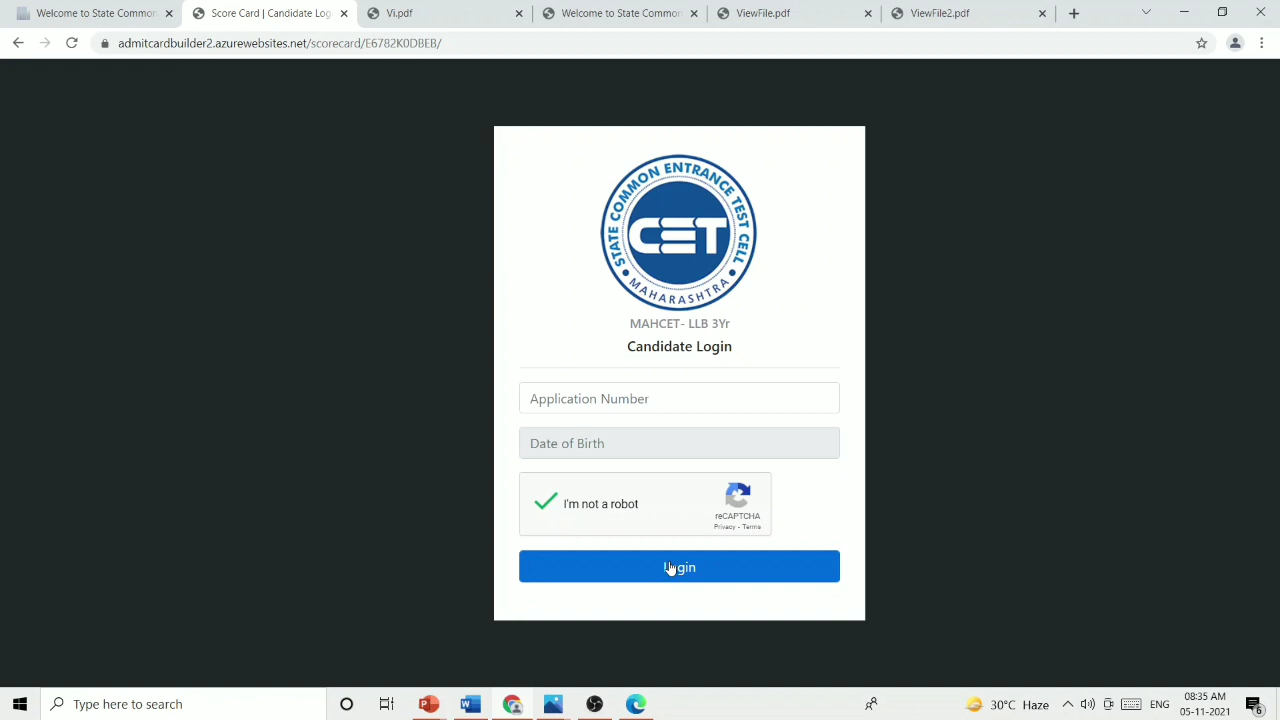 Welcome to State Common
Score Card | Candidate Log
Vi.pdf
Welcome to State Common
ViewFile.pdf
ViewFile2.pdf
admitcardbuilder2.azurewebsites.net/scorecard/E6782K0DBEB/
STATE COMMON ENTRANCE TEST CELL
CET
MAHARASHTRA
MAHCET- LLB 3Yr
Candidate Login
Application Number
Date of Birth
I'm not a robot
reCAPTCHA
Privacy - Terms
Login
Type here to search
30°C Haze
ENG
08:35 AM
05-11-2021
6